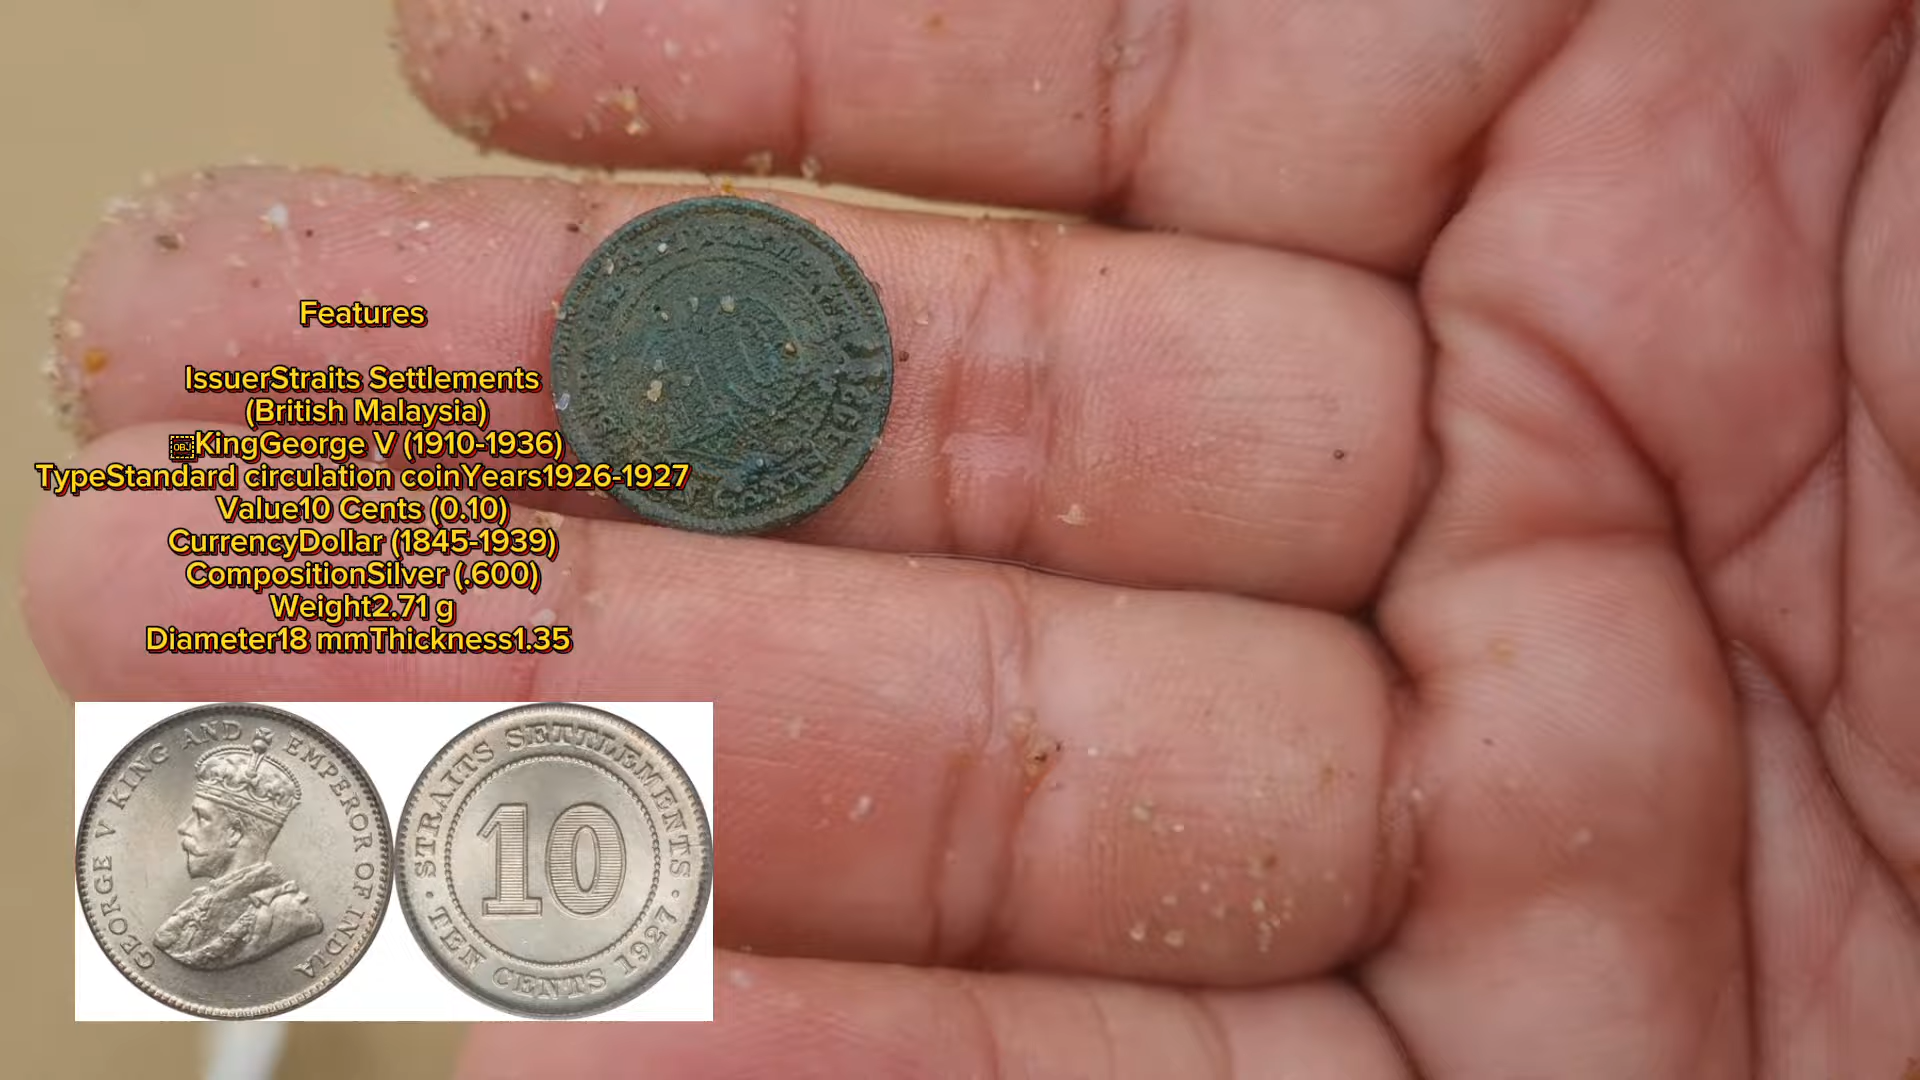 Features
IssuerStraits Settlements
(British Malaysia)
KingGeorge V (1910-1936)
TypeStandard circulation coinYears1926-1927
Value10 Cents (0.10)
CurrencyDollar (1845-1939)
CompositionSilver (.600)
Weight2.71 g
Diameter18 mmThickness1.35
GEORGE V KING AND EMPEROR OF INDIA
STRAITS SETTLEMENTS
10
· TEN CENTS 1927 ·